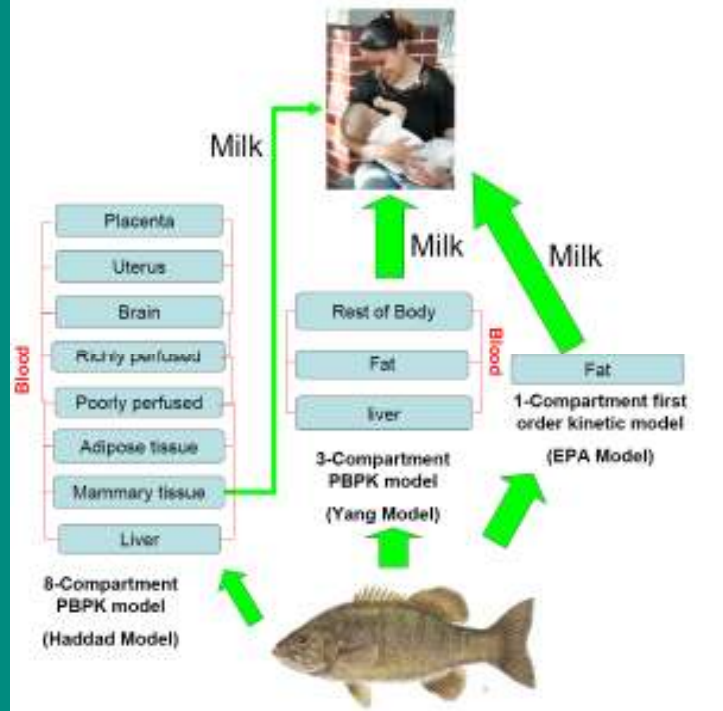 Milk
Placenta
Uterus
Brain
Richly perfused
Poorly perfused
Adipose tissue
Mammary tissue
Liver
Blood
8-Compartment
PBPK model
(Haddad Model)
Milk
Rest of Body
Fat
liver
Blood
3-Compartment
PBPK model
(Yang Model)
Milk
Fat
1-Compartment first
order kinetic model
(EPA Model)